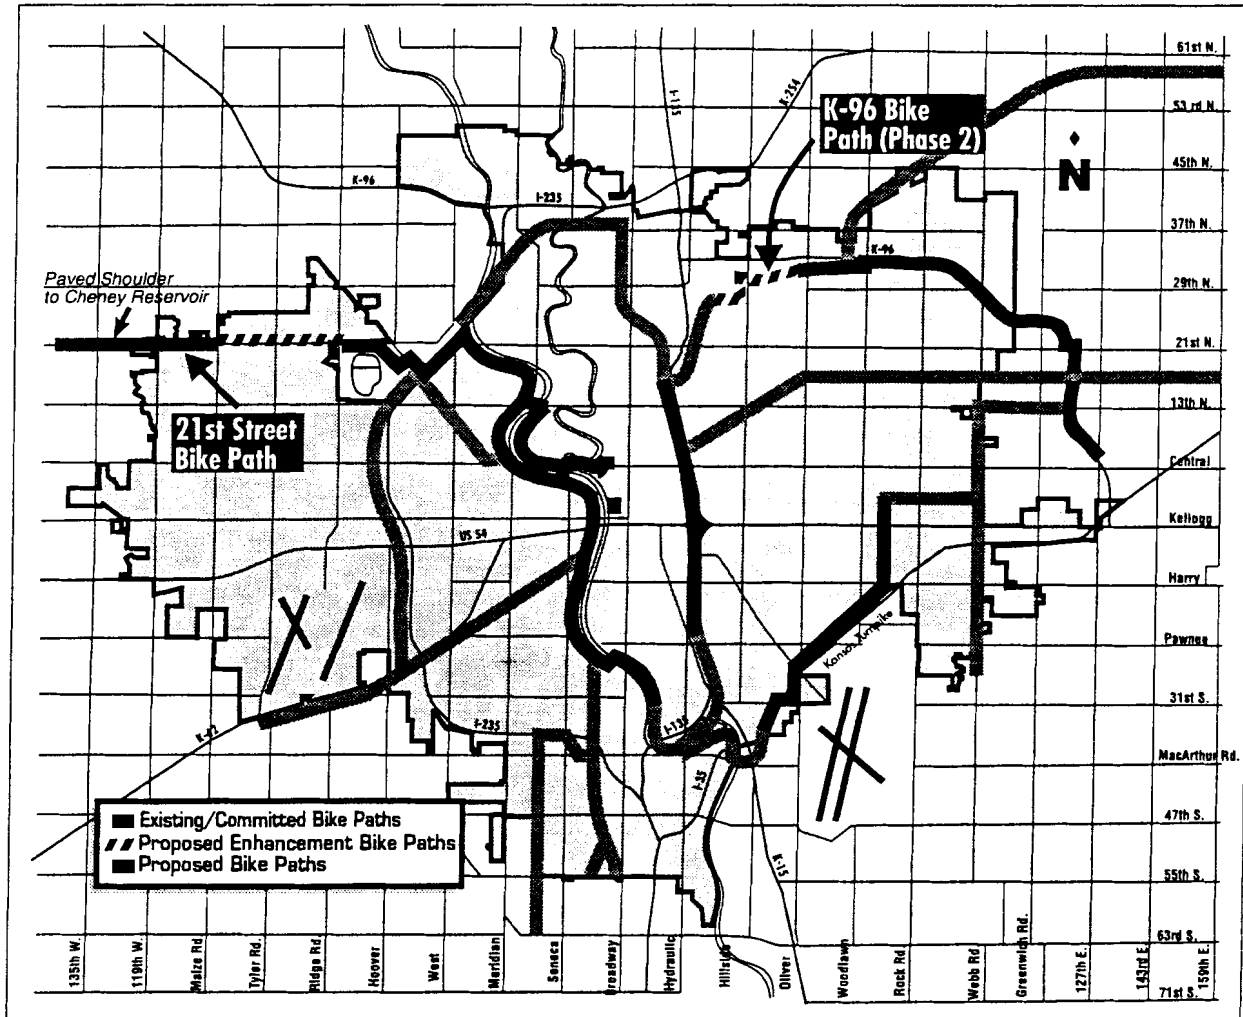 61st N.
K-254
I-135
K-96 Bike
Path (Phase 2)
53 rd N.
N
45th N.
K-96
I-235
37th N.
K-96
Paved Shoulder
to Cheney Reservoir
29th N.
21st N.
13th N.
21st Street
Bike Path
Central
Kellogg
US 54
Harry
Kansas Turnpike
Pawnee
31st S.
K-42
I-235
I-135
MacArthur Rd.
I-35
Existing/Committed Bike Paths
Proposed Enhancement Bike Paths
Proposed Bike Paths
47th S.
K-15
55th S.
63rd S.
135th W.
119th W.
Maize Rd
Tyler Rd.
Ridge Rd.
Hoover
West
Meridian
Seneca
Broadway
Hydraulic
Hillside
Oliver
Woodlawn
Rock Rd.
Webb Rd
Greenwich Rd.
127th E.
143rd E.
159th E.
71st S.